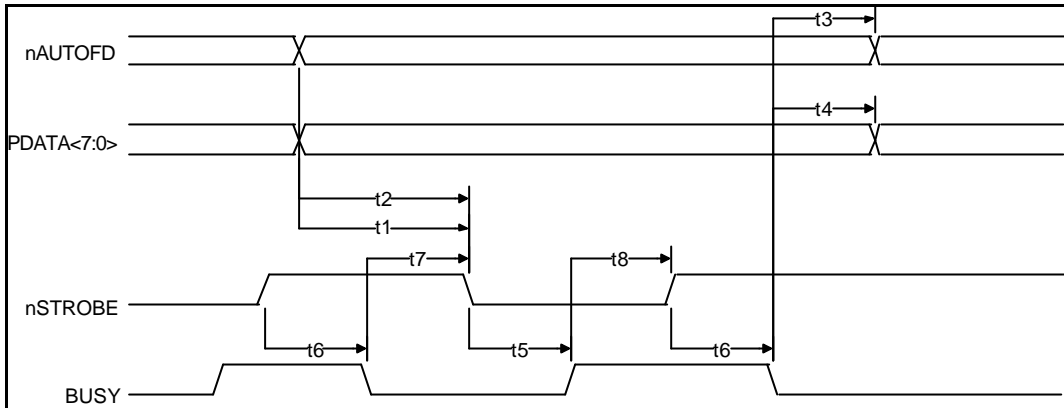 t3
nAUTOFD
t4
PDATA<7:0>
t2
t1
t7 t8
nSTROBE
t6 t5 t6
BUSY